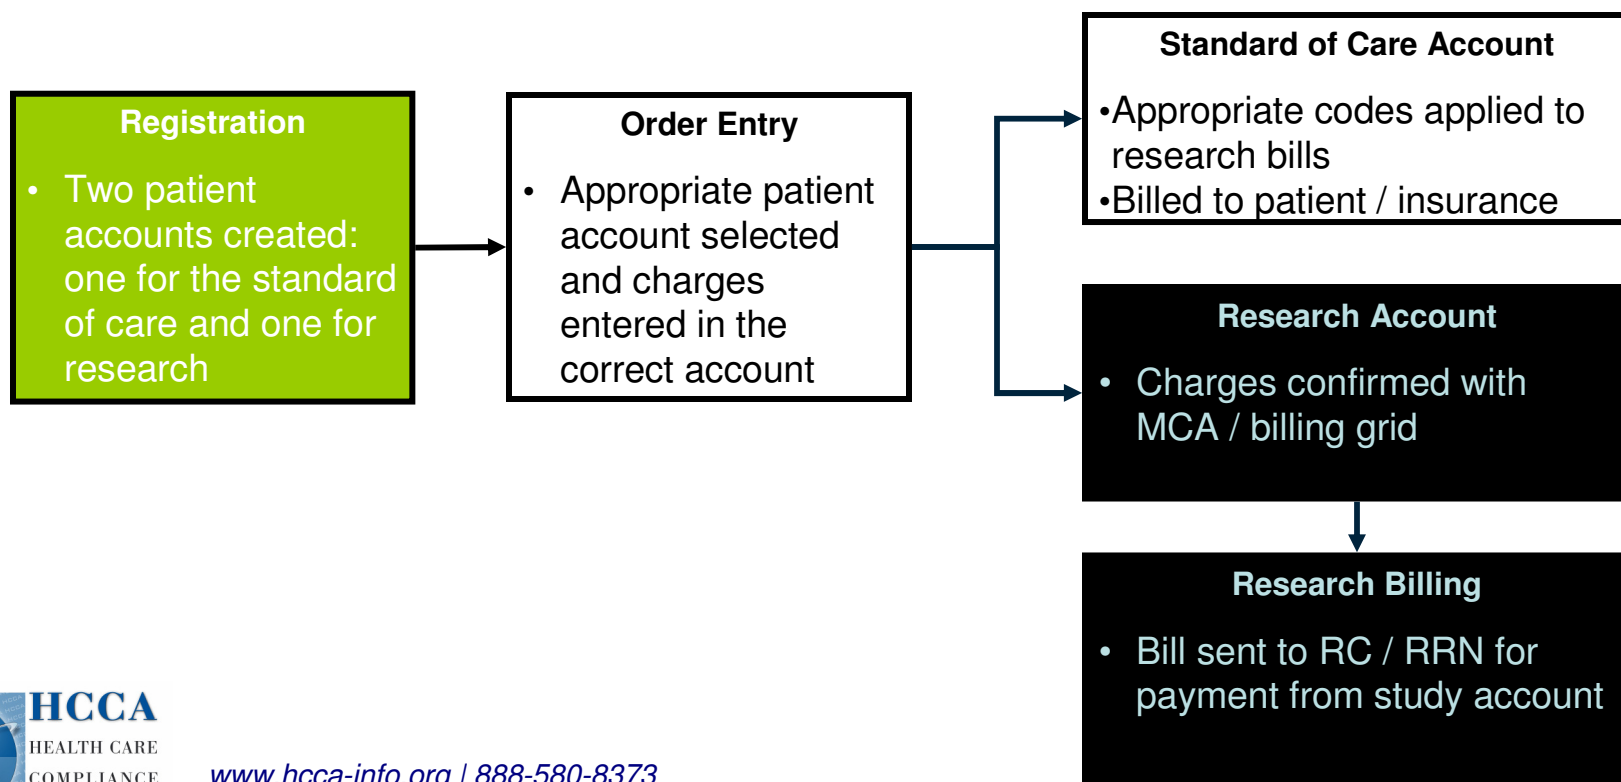 Registration
• Two patient
accounts created:
one for the standard
of care and one for
research
Order Entry
• Appropriate patient
account selected
and charges
entered in the
correct account
Standard of Care Account
•Appropriate codes applied to
research bills
•Billed to patient / insurance
Research Account
• Charges confirmed with
MCA / billing grid
Research Billing
• Bill sent to RC / RRN for
payment from study account
HCCA
HEALTH CARE
COMPLIANCE
www.hcca-info.org | 888-580-8373